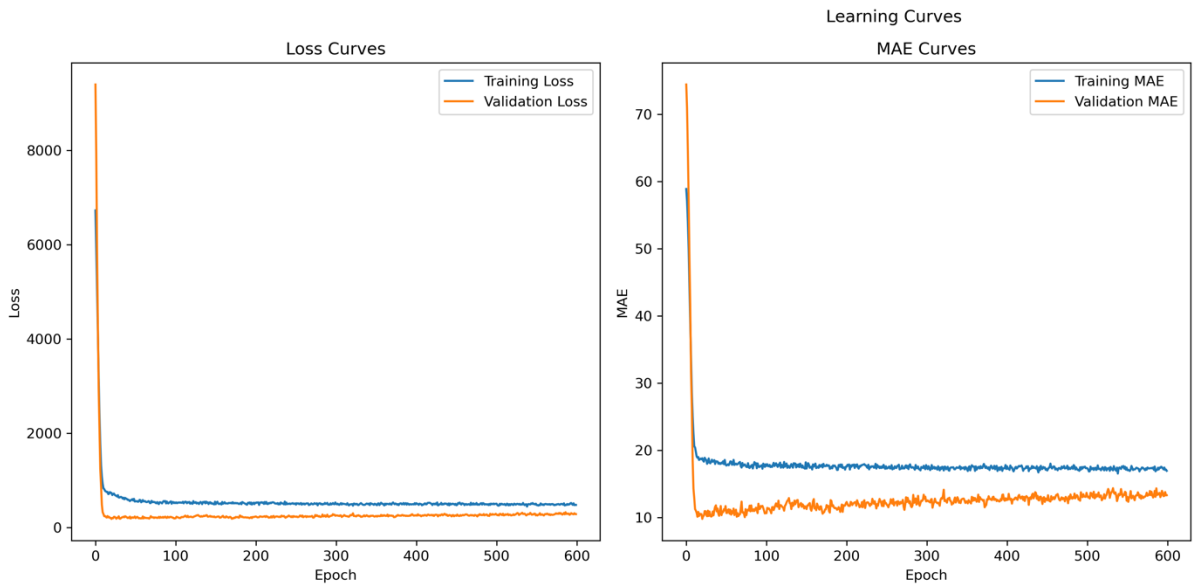 Learning Curves
Loss Curves
Training Loss
Validation Loss
Loss
8000
6000
4000
2000
0
0 100 200 300 400 500 600
Epoch
MAE Curves
Training MAE
Validation MAE
MAE
70
60
50
40
30
20
10
0 100 200 300 400 500 600
Epoch